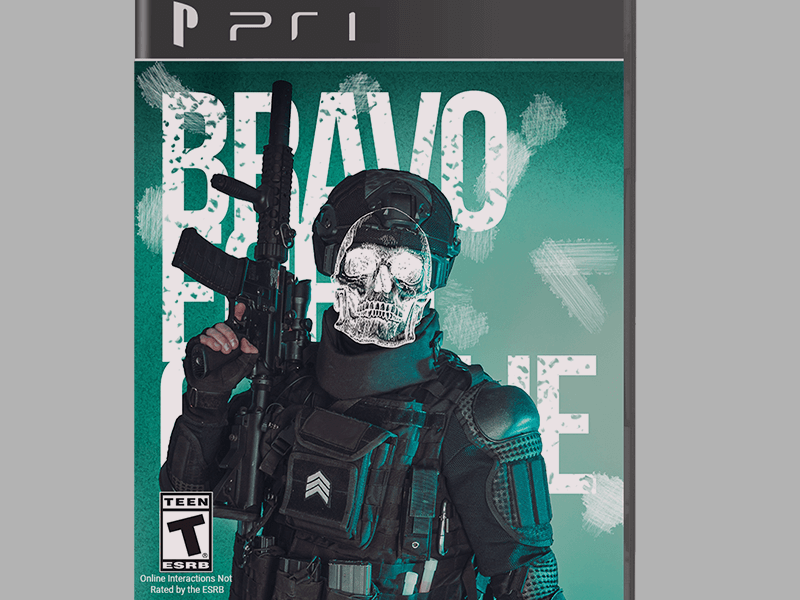 PRI
BRAVO
E
TEEN
T
®
ESRB
Online Interactions Not
Rated by the ESRB